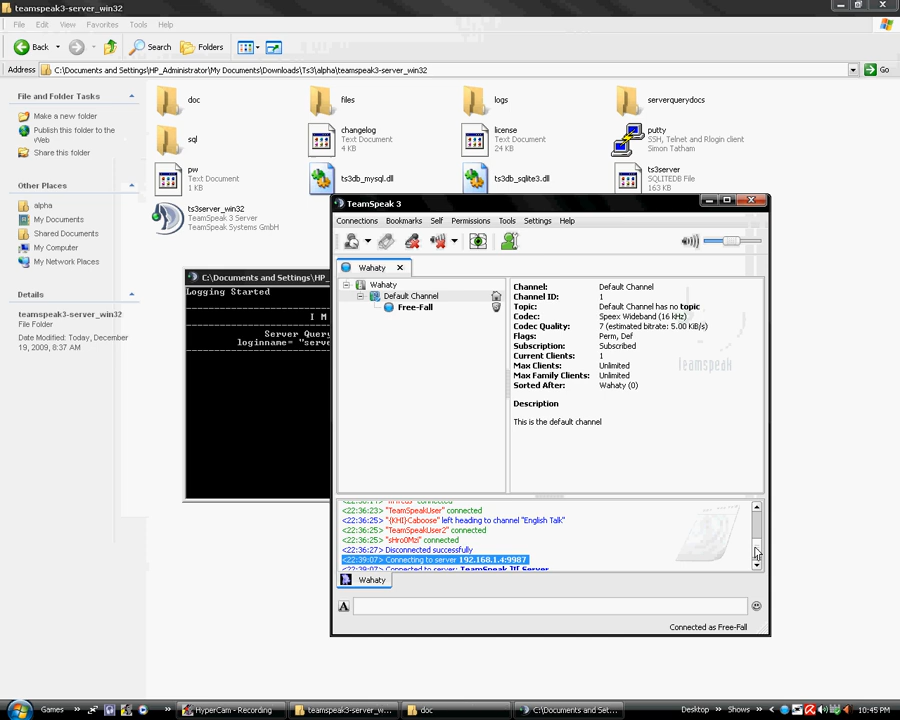 teamspeak3-server_win32
File Edit View Favorites Tools Help
Back Search Folders
Address C:\Documents and Settings\HP_Administrator\My Documents\Downloads\Ts3\alpha\teamspeak3-server_win32 Go
File and Folder Tasks
Make a new folder
Publish this folder to the Web
Share this folder
Other Places
alpha
My Documents
Shared Documents
My Computer
My Network Places
Details
teamspeak3-server_win32
File Folder
Date Modified: Today, December 19, 2009, 8:37 AM
doc
files
logs
serverquerydocs
sql
changelog
Text Document
4 KB
license
Text Document
24 KB
putty
SSH, Telnet and Rlogin client
Simon Tatham
pw
Text Document
1 KB
ts3db_mysql.dll
ts3db_sqlite3.dll
ts3server
SQLITEDB File
163 KB
ts3server_win32
TeamSpeak 3 Server
TeamSpeak Systems GmbH
C:\Documents and Settings\HP_
Logging Started
I M
Server Query
loginname= "serve
TeamSpeak 3
Connections Bookmarks Self Permissions Tools Settings Help
Wahaty
Wahaty
Default Channel
Free-Fall
Channel: Default Channel
Channel ID: 1
Topic: Default Channel has no topic
Codec: Speex Wideband (16 kHz)
Codec Quality: 7 (estimated bitrate: 5.00 KiB/s)
Flags: Perm, Def
Subscription: Subscribed
Current Clients: 1
Max Clients: Unlimited
Max Family Clients: Unlimited
Sorted After: Wahaty (0)
Description
This is the default channel
teamspeak
connected
<22:36:23> "TeamSpeakUser" connected
<22:36:25> "{KHI}-Caboose" left heading to channel "English Talk"
<22:36:25> "TeamSpeakUser2" connected
<22:36:25> "sHro0Mzi" connected
<22:36:27> Disconnected successfully
<22:39:07> Connecting to server 192.168.1.4:9987
<22:39:07> Connected to server: "TeamSpeak ]I[ Server
Wahaty
A
Connected as Free-Fall
Games » » HyperCam - Recording teamspeak3-server_w... doc C:\Documents and Set... Desktop » Shows » 10:45 PM